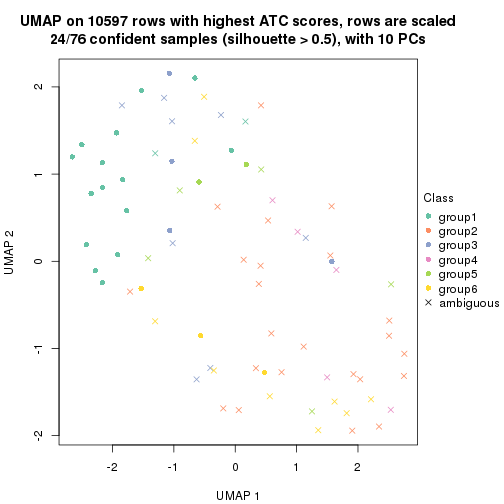 UMAP on 10597 rows with highest ATC scores, rows are scaled
24/76 confident samples (silhouette > 0.5), with 10 PCs
2
1
0
-1
-2
UMAP 2
-2
-1
0
1
2
UMAP 1
Class
group1
group2
group3
group4
group5
group6
ambiguous